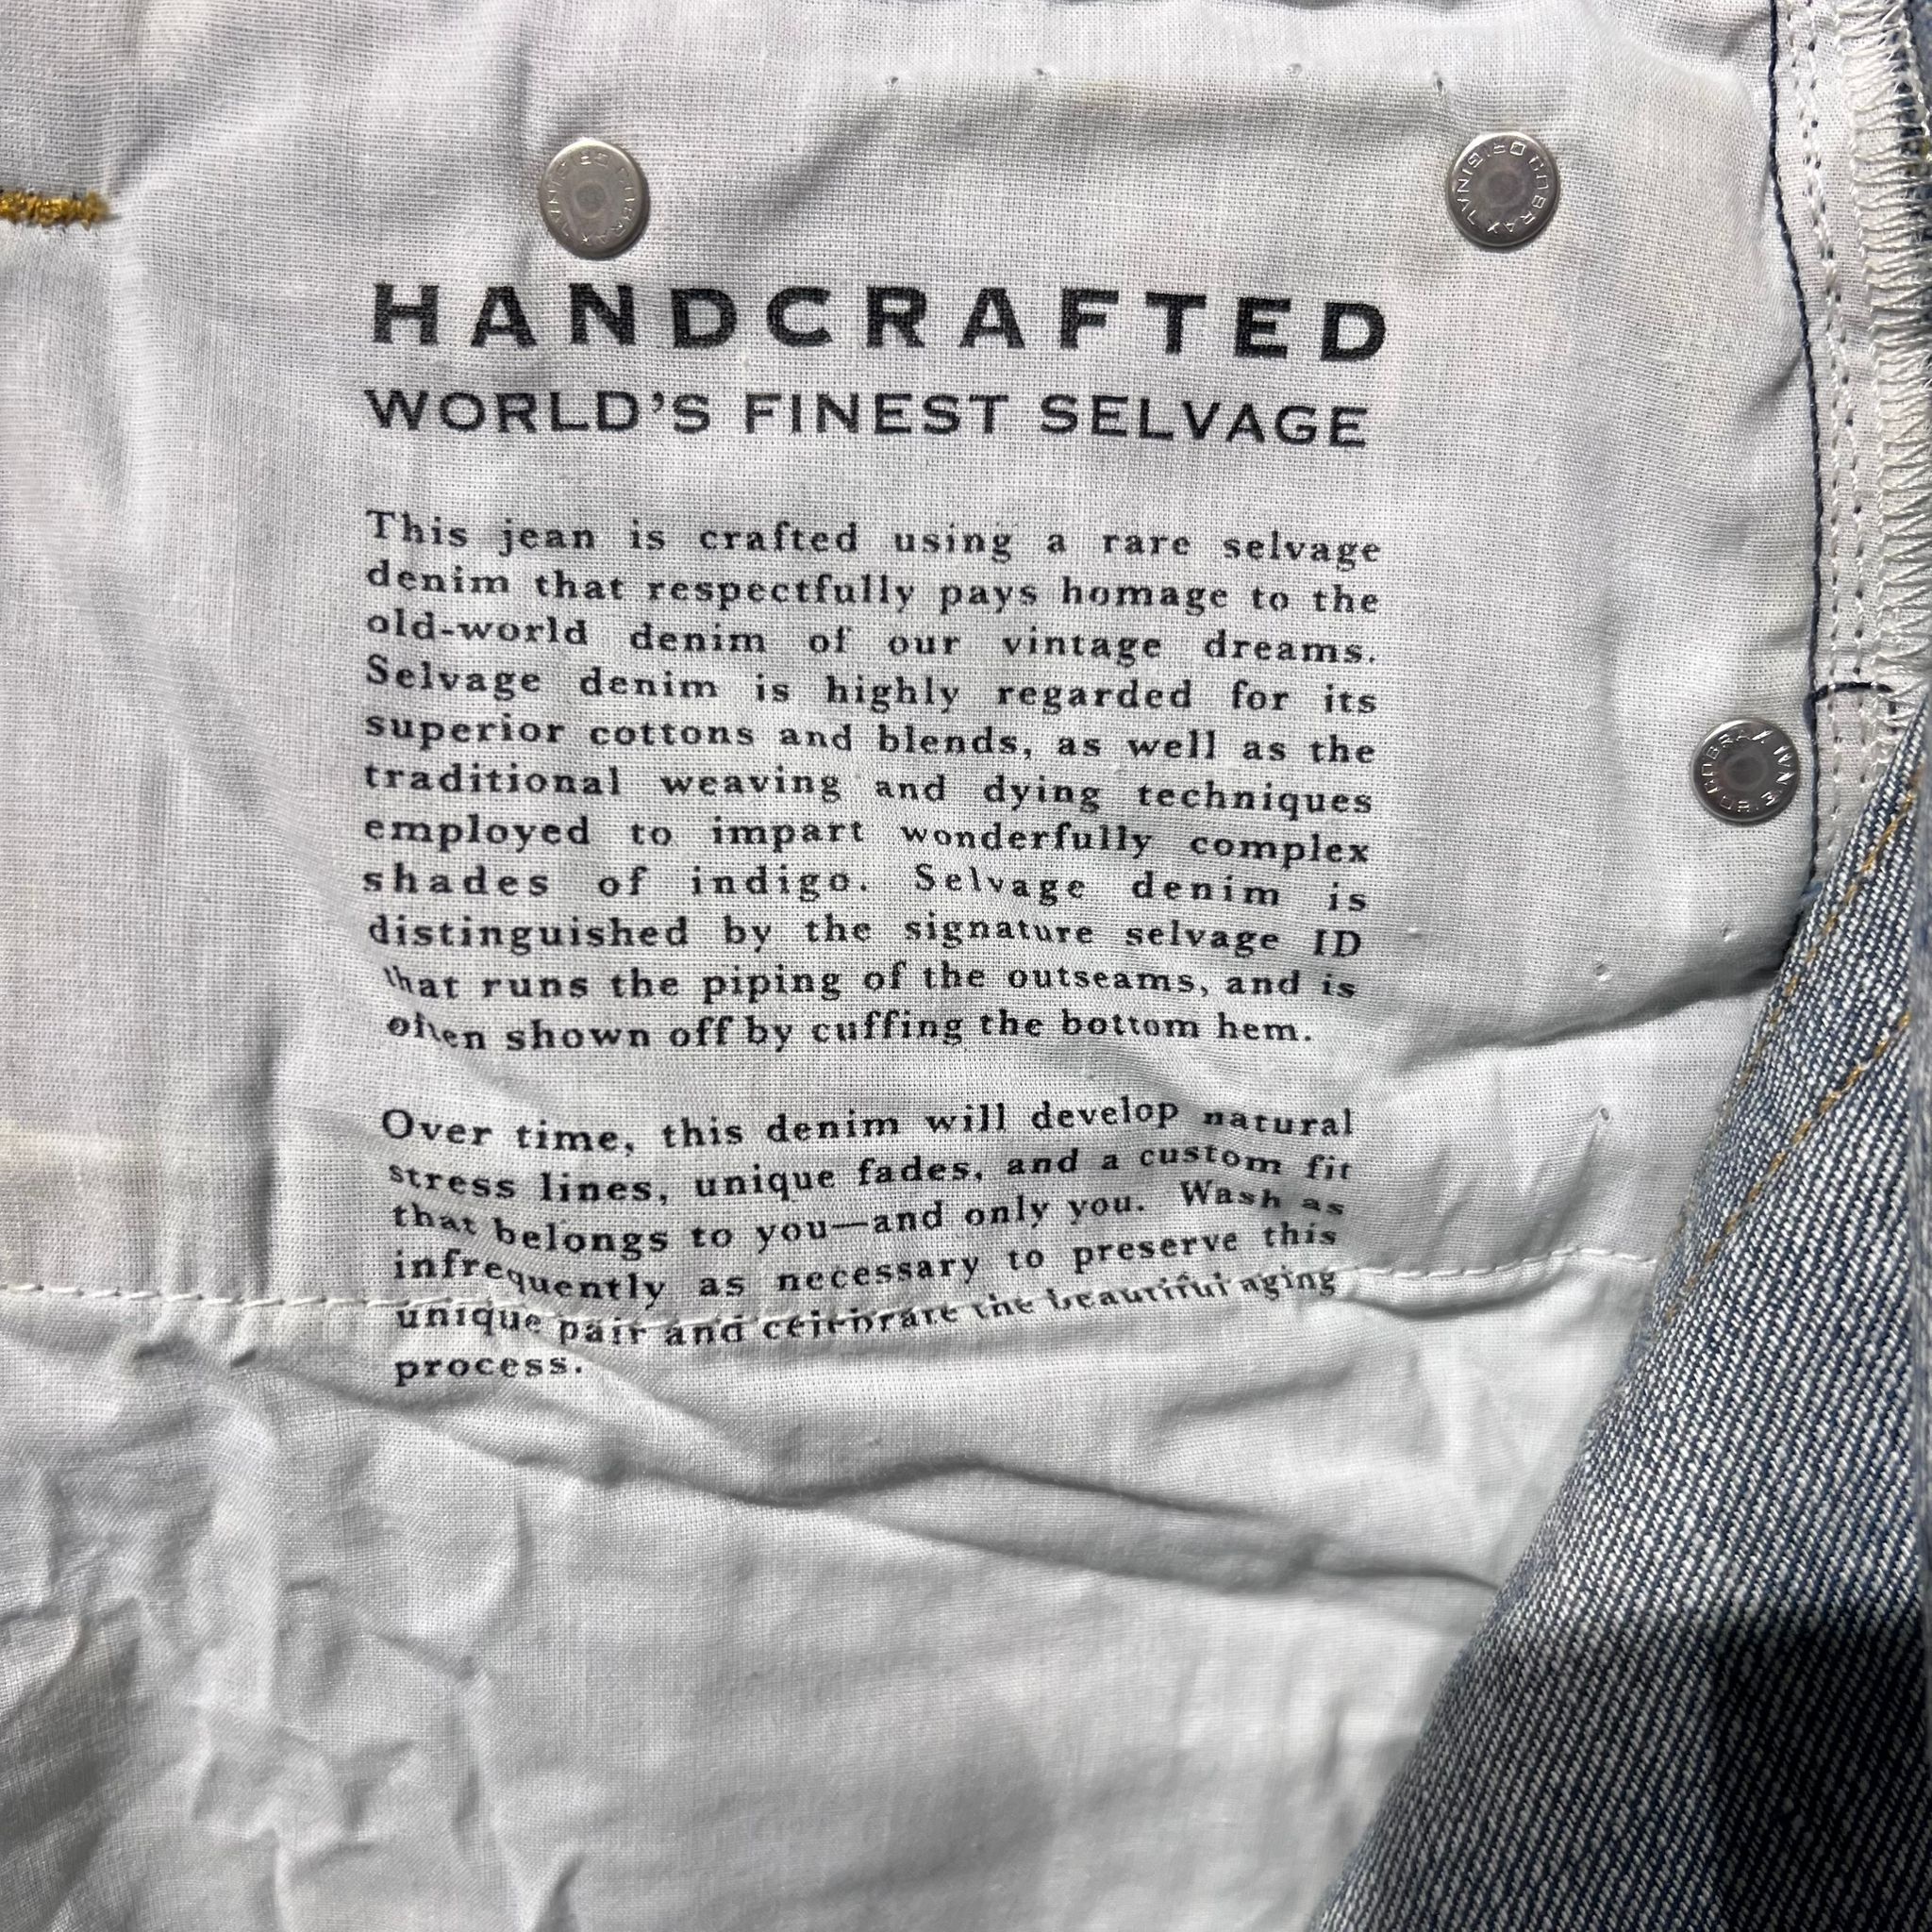 HANDCRAFTED
WORLD'S FINEST SELVAGE
This jean is crafted using a rare selvage
denim that respectfully pays homage to the
old-world denim of our vintage dreams.
Selvage denim is highly regarded for its
superior cottons and blends, as well as the
traditional weaving and dying techniques
employed to impart wonderfully complex
shades of indigo. Selvage denim is
distinguished by the signature selvage ID
that runs the piping of the outseams, and is
often shown off by cuffing the bottom hem.
Over time, this denim will develop natural
stress lines, unique fades, and a custom fit
that belongs to you—and only you. Wash as
infrequently as necessary to preserve this
unique pair and celebrate the beautiful aging
process.